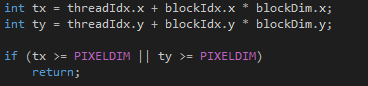 int tx = threadIdx.x + blockIdx.x * blockDim.x;
int ty = threadIdx.y + blockIdx.y * blockDim.y;
if (tx >= PIXELDIM || ty >= PIXELDIM)
return;